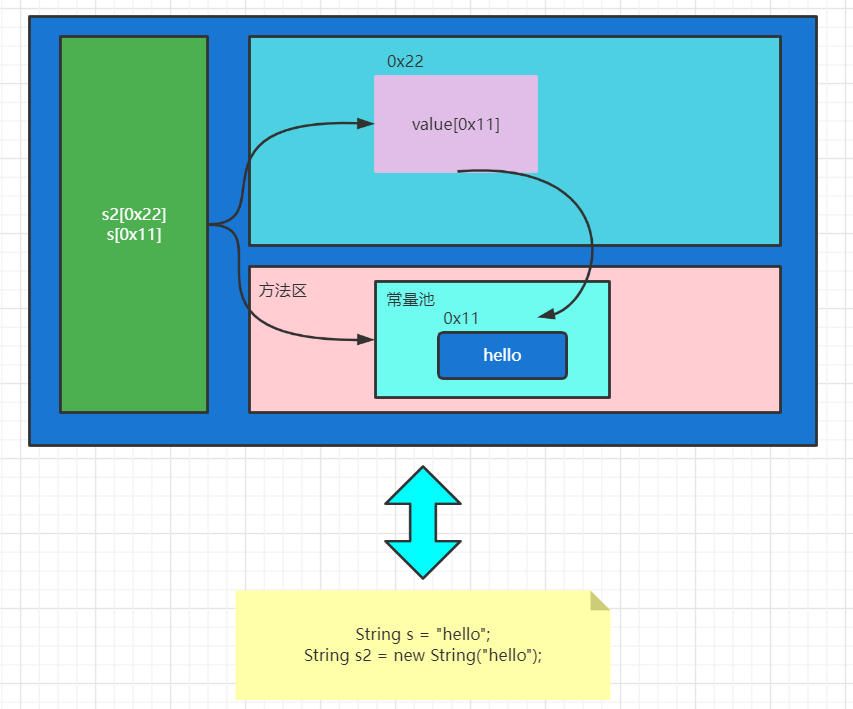 s2[0x22]
s[0x11]
0x22
value[0x11]
方法区
常量池
0x11
hello
String s = "hello";
String s2 = new String("hello");